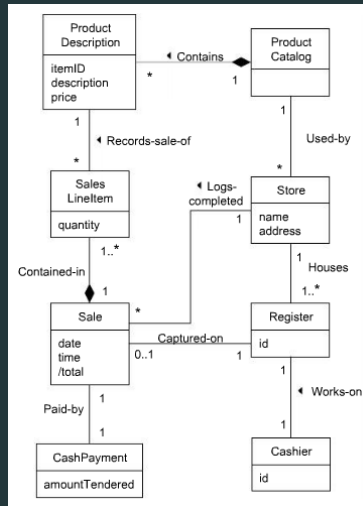 Product
Description
itemID
description
price
◀ Contains
*
1
Product
Catalog
1
◀ Records-sale-of
*
1
Used-by
*
Sales
LineItem
quantity
◀ Logs-
completed
1
Store
name
address
1..*
Contained-in
1
1
Houses
1..*
Sale
date
time
/total
*
Captured-on
0..1
1
Register
id
1
Paid-by
1
1
◀ Works-on
1
CashPayment
amountTendered
Cashier
id